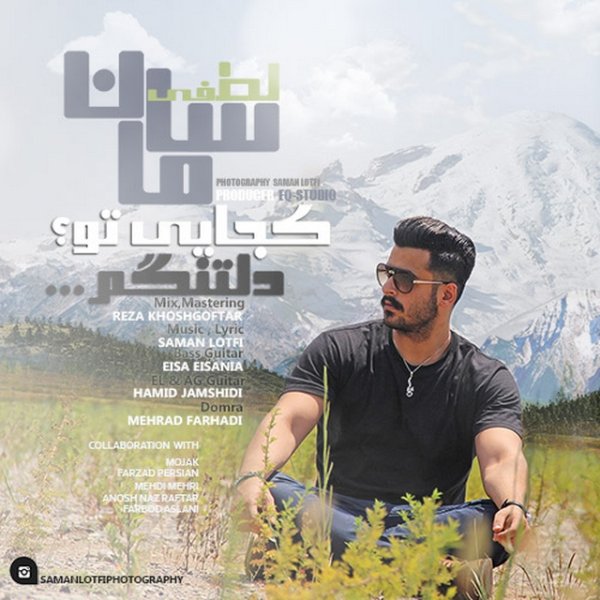 سامان
لطفی
PHOTOGRAPHY SAMAN LOTFI
PRODUCER EQ-STUDIO
کجایی تو؟
دلتنگم ...
Mix,Mastering
REZA KHOSHGOFTAR
Music , Lyric
SAMAN LOTFI
Bass Guitar
EISA EISANIA
EL & AG Guitar
HAMID JAMSHIDI
Domra
MEHRAD FARHADI
COLLABORATION WITH
MOJAK
FARZAD PERSIAN
MEHDI MEHRI
ANOSH NAZ RAFTAR
FARBOD ASLANI
SAMANLOTFIPHOTOGRAPHY